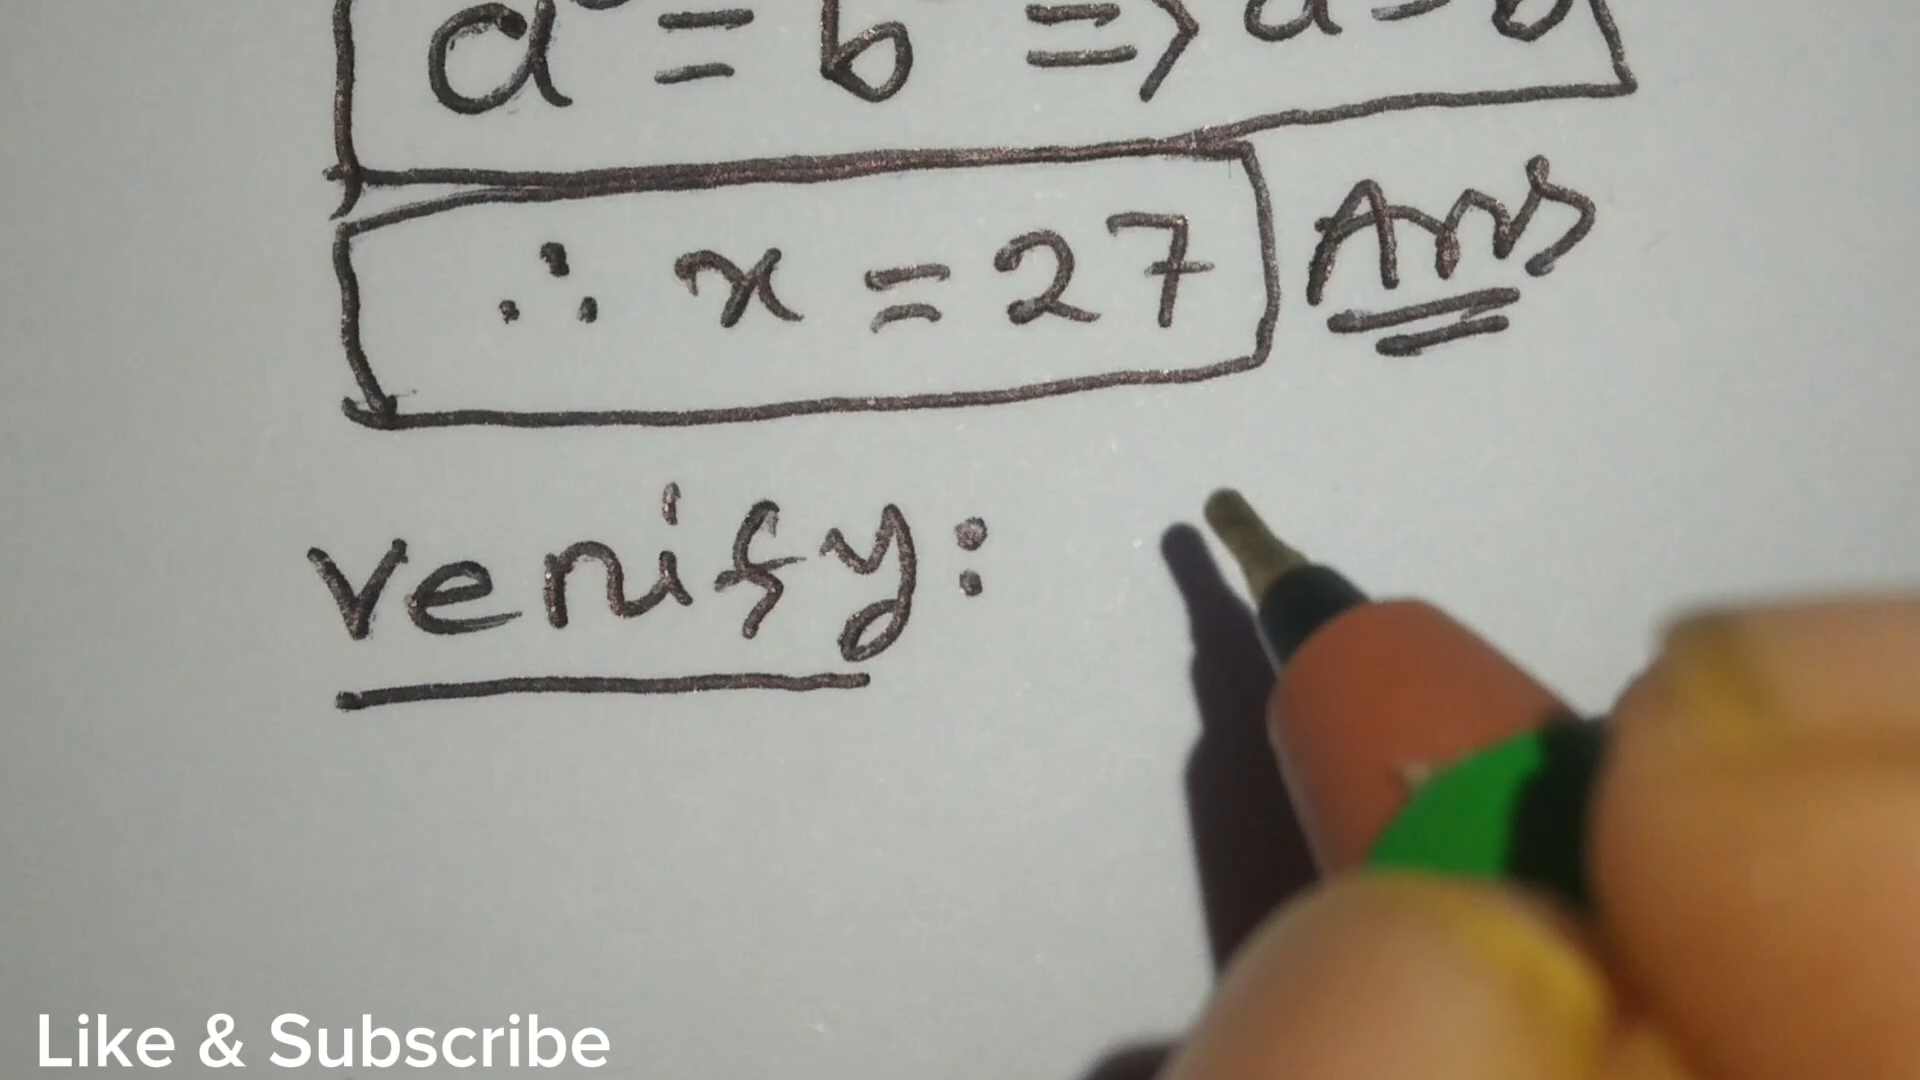 a = b => a = b
∴ x = 27 Ans
verify:
Like & Subscribe